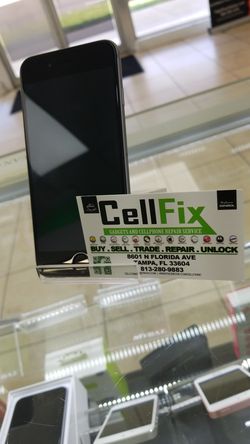 CellFix
GADGETS AND CELLPHONE REPAIR SERVICE
BUY . SELL . TRADE . REPAIR . UNLOCK
8601 N FLORIDA AVE
TAMPA, FL 33604
813-280-9883